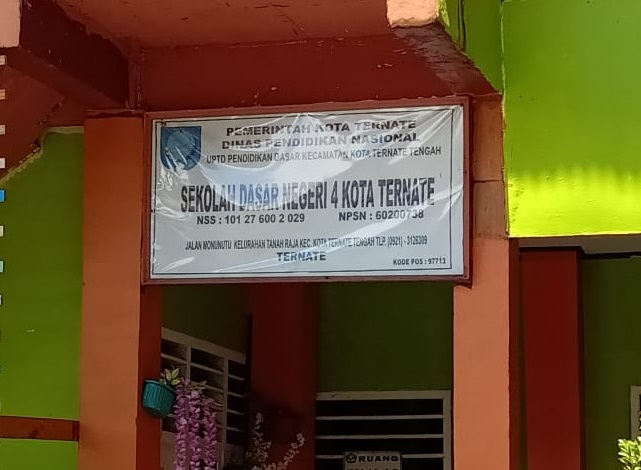 PEMERINTAH KOTA TERNATE
DINAS PENDIDIKAN NASIONAL
UPTD PENDIDIKAN DASAR KECAMATAN KOTA TERNATE TENGAH
SEKOLAH DASAR NEGERI 4 KOTA TERNATE
NSS : 101 27 600 2 029 NPSN : 60200738
JALAN MONUNUTU KELURAHAN TANAH RAJA KEC. KOTA TERNATE TENGAH TLP. (0921) - 3126309
TERNATE
KODE POS : 97713
RUANG